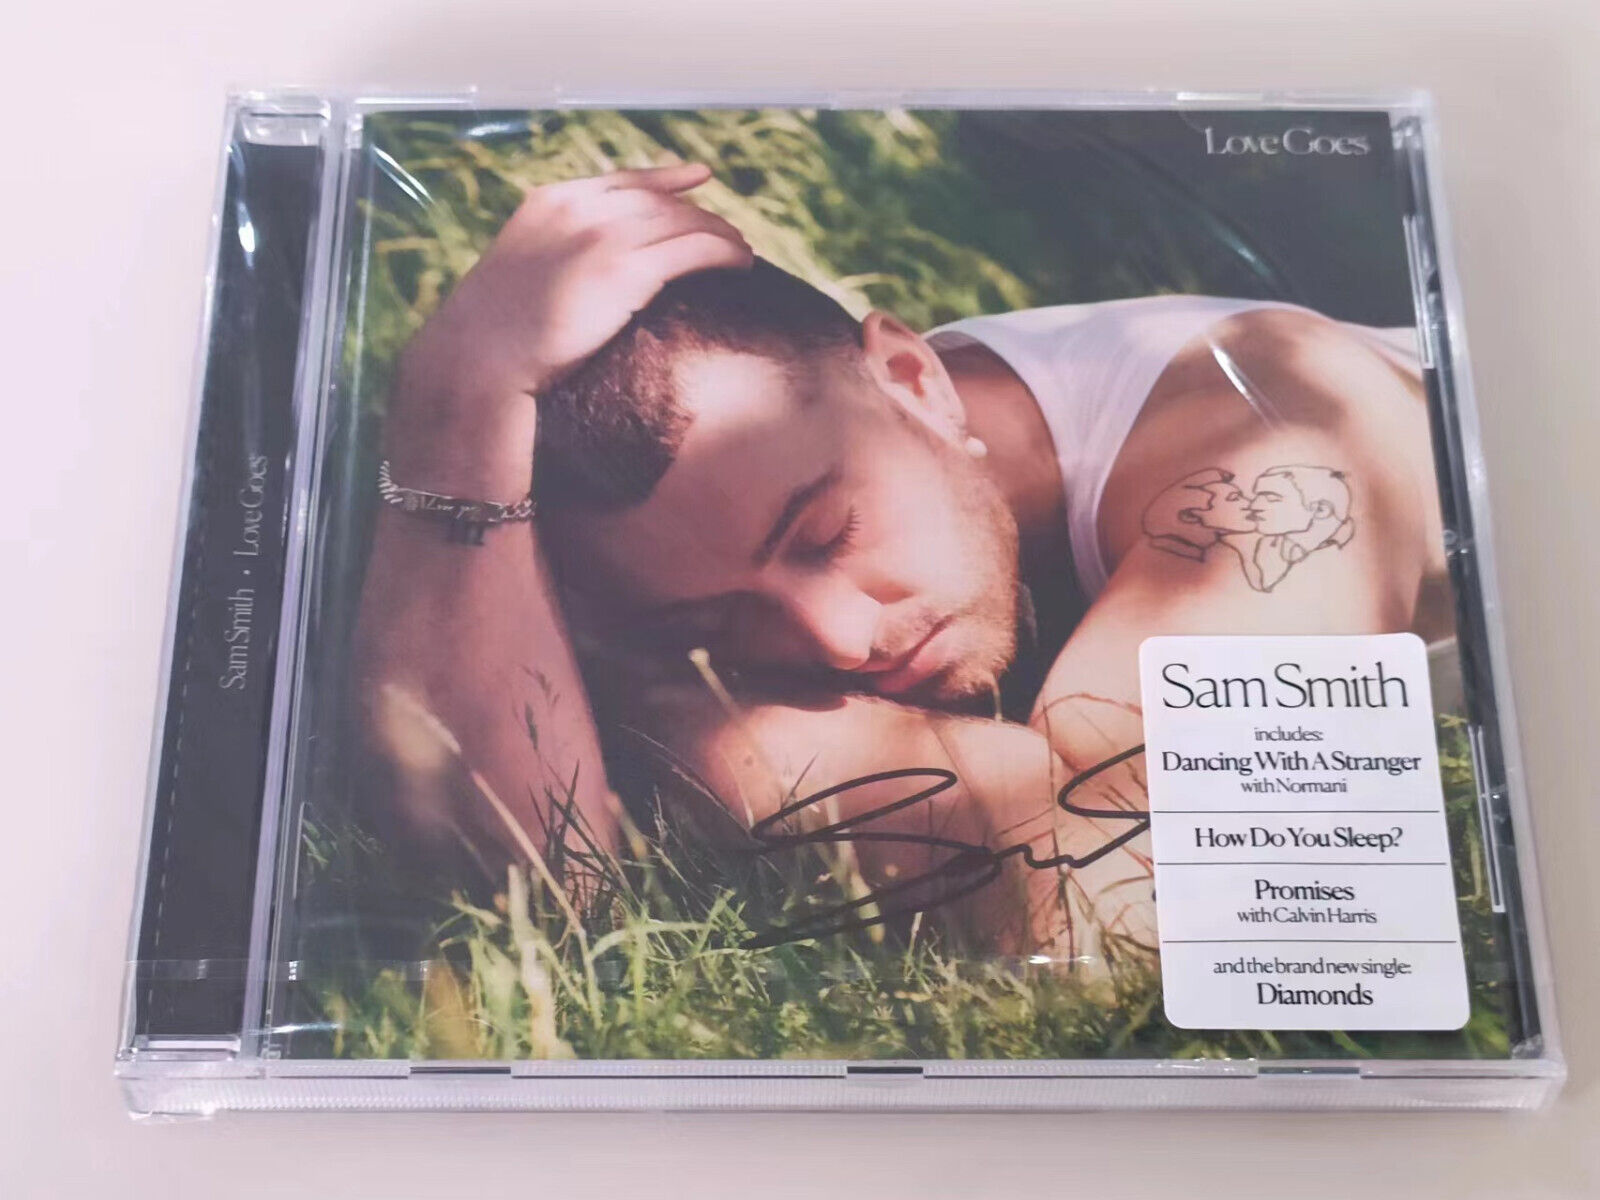 Love Goes
Sam Smith • Love Goes
Sam Smith
includes:
Dancing With A Stranger
with Normani
How Do You Sleep?
Promises
with Calvin Harris
and the brand new single:
Diamonds